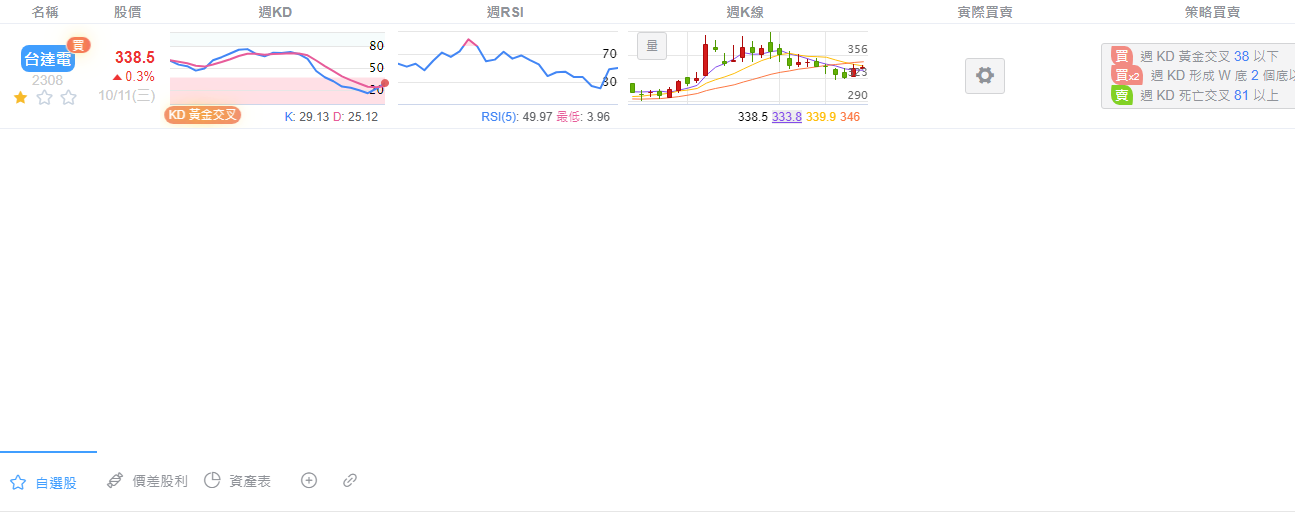 名稱 股價 週KD 週RSI 週K線 實際買賣 策略買賣
買
台達電
2308
338.5
0.3%
10/11(三)
80
50
20
KD 黃金交叉
K: 29.13 D: 25.12
70
30
RSI(5): 49.97 最低: 3.96
量
356
323
290
338.5 333.8 339.9 346
買 週 KD 黃金交叉 38 以下
買x2 週 KD 形成 W 底 2 個底以
賣 週 KD 死亡交叉 81 以上
自選股 價差股利 資產表